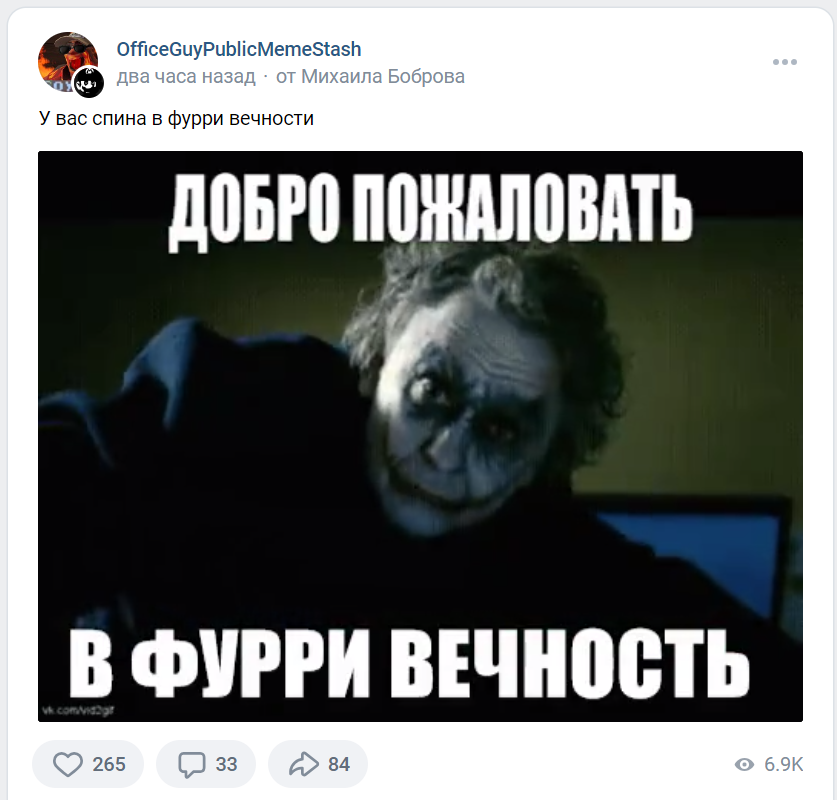 OfficeGuyPublicMemeStash
два часа назад · от Михаила Боброва
У вас спина в фурри вечности
ДОБРО ПОЖАЛОВАТЬ
В ФУРРИ ВЕЧНОСТЬ
vk.com/vid2gif
265 33 84 6.9K